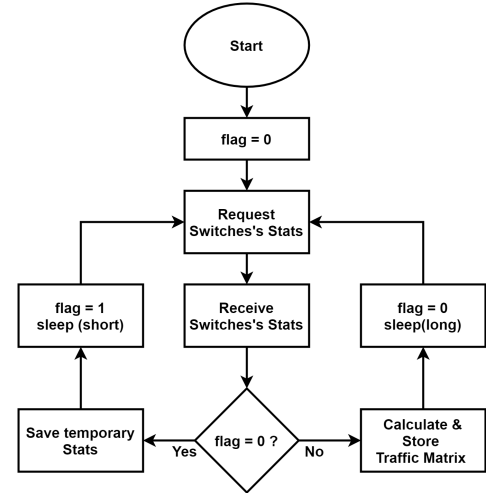 Start
flag = 0
Request
Switches's Stats
Receive
Switches's Stats
flag = 1
sleep (short)
flag = 0
sleep(long)
Save temporary
Stats
Yes
flag = 0 ?
No
Calculate &
Store
Traffic Matrix